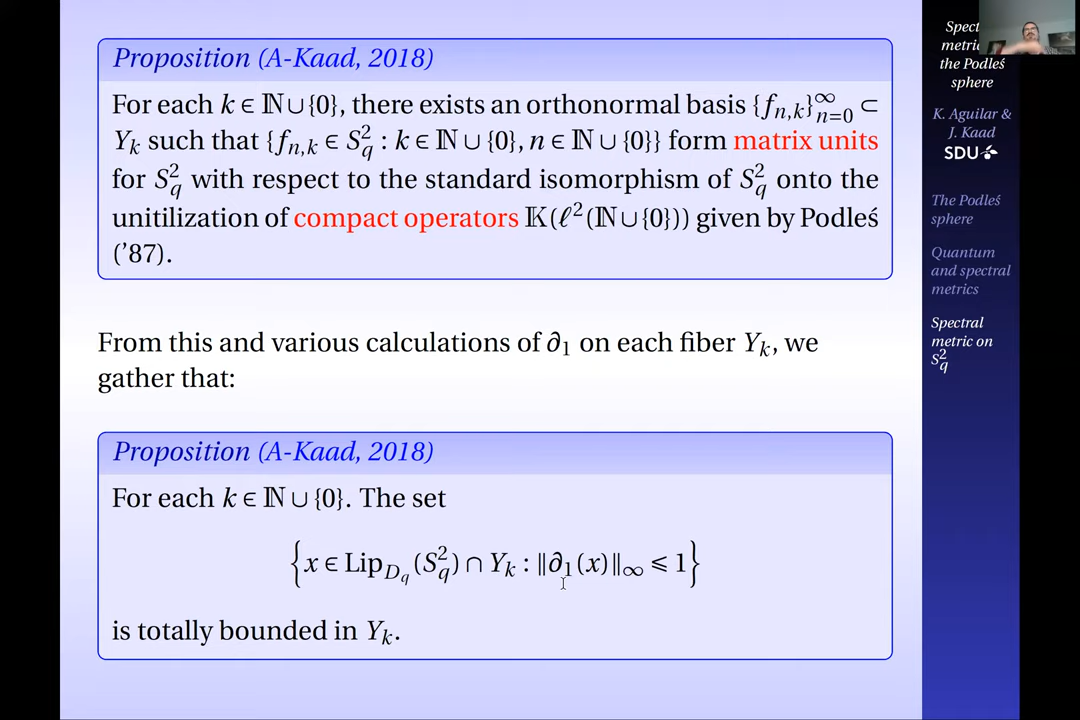 Proposition (A-Kaad, 2018)
For each k ∈ ℕ ∪ {0}, there exists an orthonormal basis {f_{n,k}}_{n=0}^∞ ⊂
Y_k such that {f_{n,k} ∈ S_q^2 : k ∈ ℕ ∪ {0}, n ∈ ℕ ∪ {0}} form matrix units
for S_q^2 with respect to the standard isomorphism of S_q^2 onto the
unitilization of compact operators 𝕂(ℓ^2(ℕ ∪ {0})) given by Podleś
('87).
From this and various calculations of ∂_1 on each fiber Y_k, we
gather that:
Proposition (A-Kaad, 2018)
For each k ∈ ℕ ∪ {0}. The set
{x ∈ Lip_{D_q}(S_q^2) ∩ Y_k : ‖∂_1(x)‖_∞ ⩽ 1}
is totally bounded in Y_k.
the Podleś
sphere
K. Aguilar &
J. Kaad
SDU
The Podleś
sphere
Quantum
and spectral
metrics
Spectral
metric on
S_q^2